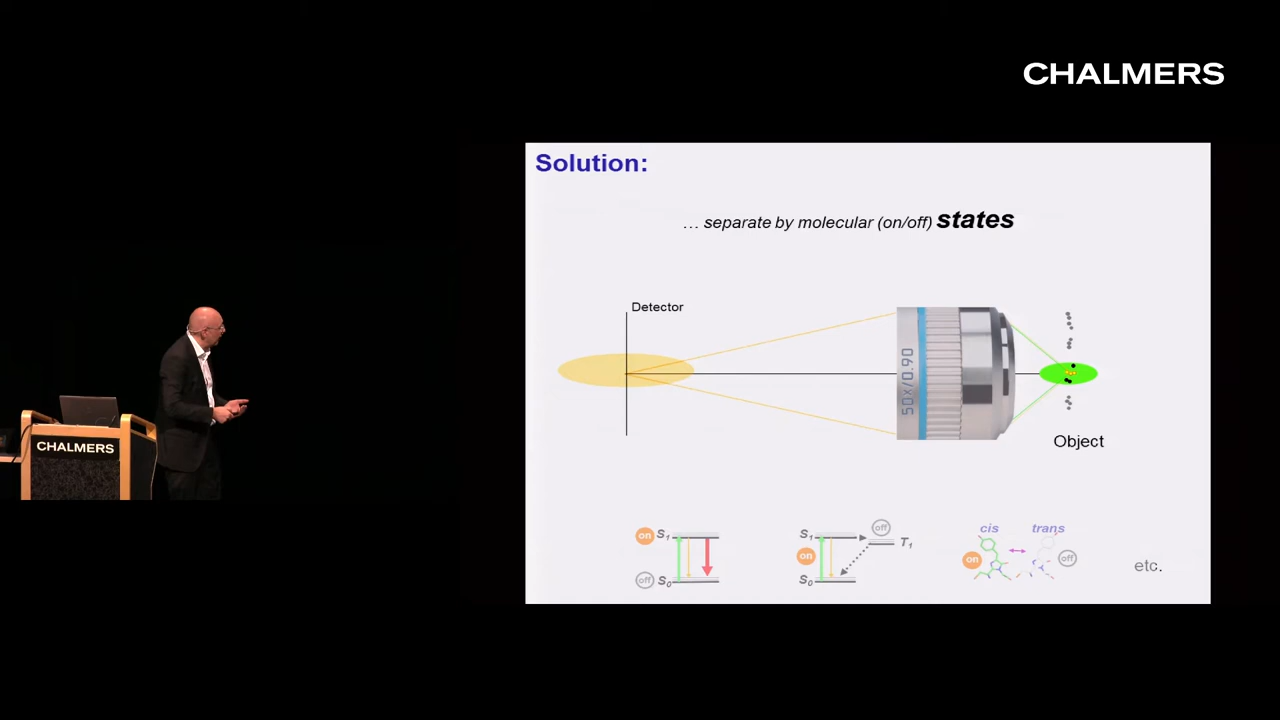 CHALMERS
Solution:
… separate by molecular (on/off) states
Detector
50x/0.90
Object
CHALMERS
on S1
off S0
S1 off T1
on
S0
cis trans
on off
etc.